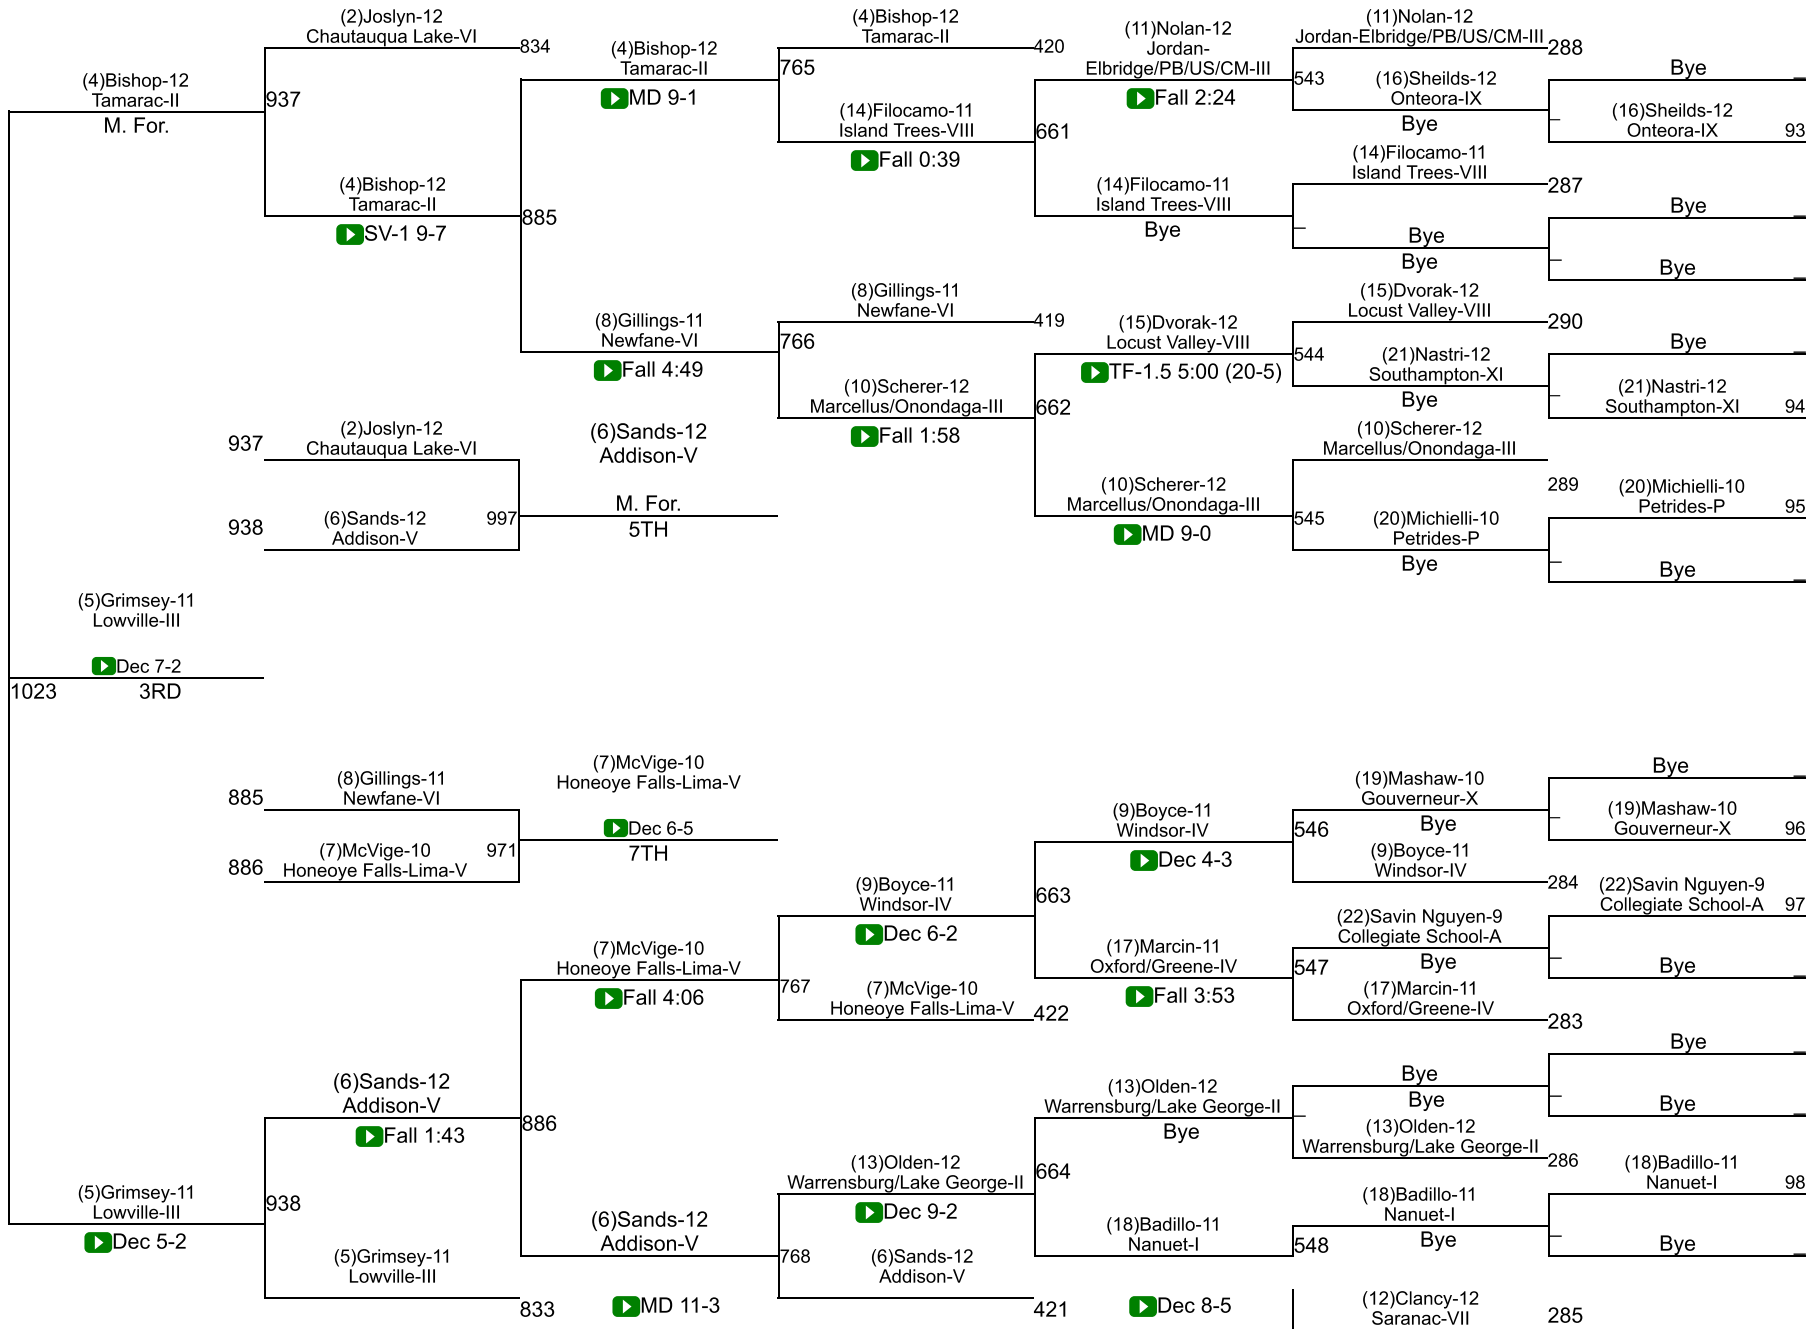 (2)Joslyn-12
Chautauqua Lake-VI
834
(4)Bishop-12
Tamarac-II
M. For.
937
(4)Bishop-12
Tamarac-II
SV-1 9-7
885
(4)Bishop-12
Tamarac-II
MD 9-1
765
(4)Bishop-12
Tamarac-II
420
(14)Filocamo-11
Island Trees-VIII
Fall 0:39
661
(11)Nolan-12
Jordan-
Elbridge/PB/US/CM-III
Fall 2:24
543
(11)Nolan-12
Jordan-Elbridge/PB/US/CM-III
288
(16)Sheilds-12
Onteora-IX
Bye
Bye
(16)Sheilds-12
Onteora-IX
93
(14)Filocamo-11
Island Trees-VIII
Bye
(14)Filocamo-11
Island Trees-VIII
287
Bye
Bye
Bye
Bye
(8)Gillings-11
Newfane-VI
Fall 4:49
766
(8)Gillings-11
Newfane-VI
419
(10)Scherer-12
Marcellus/Onondaga-III
Fall 1:58
662
(15)Dvorak-12
Locust Valley-VIII
TF-1.5 5:00 (20-5)
544
(15)Dvorak-12
Locust Valley-VIII
290
(21)Nastri-12
Southampton-XI
Bye
Bye
(21)Nastri-12
Southampton-XI
94
(10)Scherer-12
Marcellus/Onondaga-III
MD 9-0
545
(10)Scherer-12
Marcellus/Onondaga-III
289
(20)Michielli-10
Petrides-P
Bye
(20)Michielli-10
Petrides-P
95
Bye
937
(2)Joslyn-12
Chautauqua Lake-VI
938
(6)Sands-12
Addison-V
997
(6)Sands-12
Addison-V
M. For.
5TH
(5)Grimsey-11
Lowville-III
Dec 7-2
1023
3RD
885
(8)Gillings-11
Newfane-VI
886
(7)McVige-10
Honeoye Falls-Lima-V
971
(7)McVige-10
Honeoye Falls-Lima-V
Dec 6-5
7TH
(5)Grimsey-11
Lowville-III
Dec 5-2
938
(6)Sands-12
Addison-V
Fall 1:43
886
(5)Grimsey-11
Lowville-III
833
(7)McVige-10
Honeoye Falls-Lima-V
Fall 4:06
767
(9)Boyce-11
Windsor-IV
Dec 6-2
663
(7)McVige-10
Honeoye Falls-Lima-V
422
(9)Boyce-11
Windsor-IV
Dec 4-3
546
(19)Mashaw-10
Gouverneur-X
Bye
Bye
(19)Mashaw-10
Gouverneur-X
96
(9)Boyce-11
Windsor-IV
284
(17)Marcin-11
Oxford/Greene-IV
Fall 3:53
547
(22)Savin Nguyen-9
Collegiate School-A
Bye
(22)Savin Nguyen-9
Collegiate School-A
97
Bye
(17)Marcin-11
Oxford/Greene-IV
283
(6)Sands-12
Addison-V
MD 11-3
768
(13)Olden-12
Warrensburg/Lake George-II
Dec 9-2
664
(6)Sands-12
Addison-V
421
(13)Olden-12
Warrensburg/Lake George-II
Bye
Bye
Bye
Bye
Bye
(13)Olden-12
Warrensburg/Lake George-II
286
(18)Badillo-11
Nanuet-I
Dec 8-5
548
(18)Badillo-11
Nanuet-I
Bye
(18)Badillo-11
Nanuet-I
98
Bye
(12)Clancy-12
Saranac-VII
285